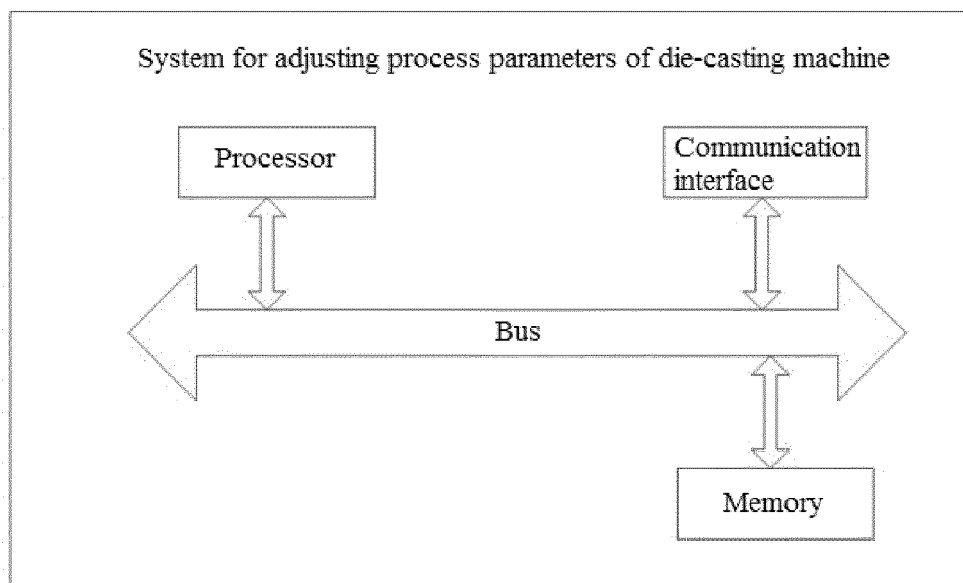 System for adjusting process parameters of die-casting machine
Processor
Communication
interface
Bus
Memory